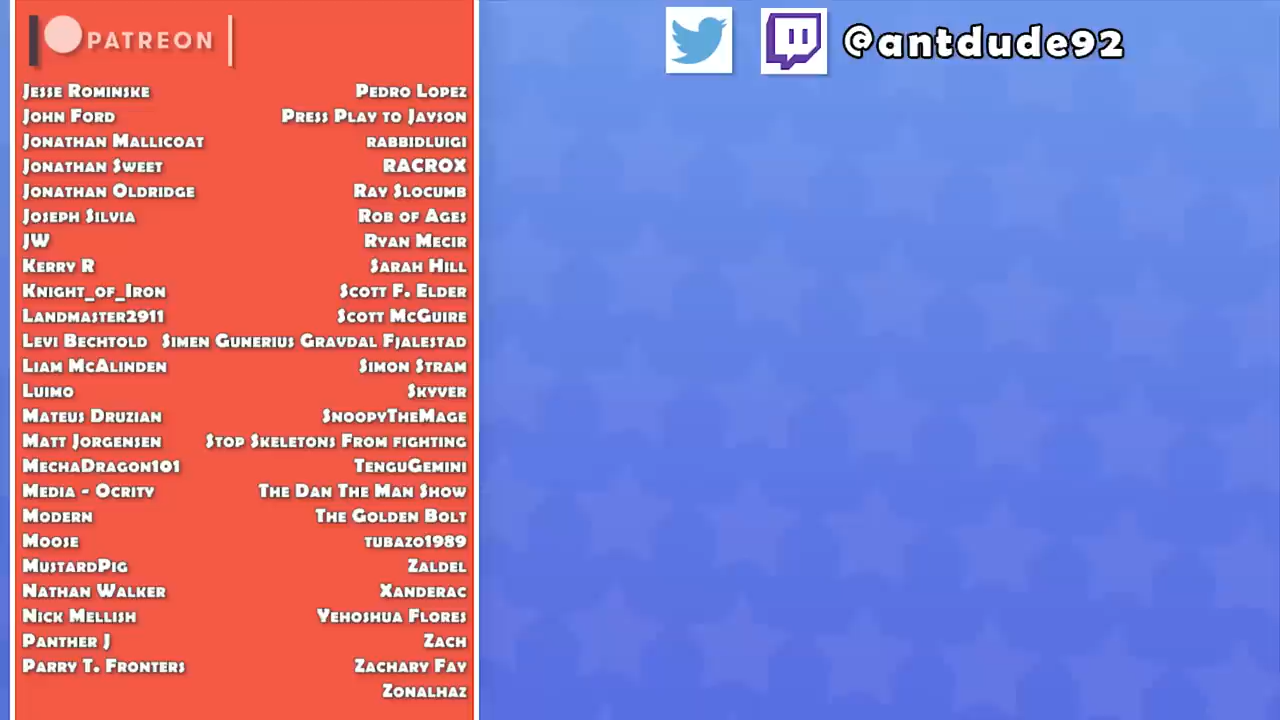 PATREON
@antdude92
Jesse Rominske
John Ford
Jonathan Mallicoat
Jonathan Sweet
Jonathan Oldridge
Joseph Silvia
JW
Kerry R
Knight_of_Iron
Landmaster2911
Levi Bechtold
Liam McAlinden
Luimo
Mateus Druzian
Matt Jorgensen
MechaDragon101
Media - Ocrity
Modern
Moose
MustardPig
Nathan Walker
Nick Mellish
Panther J
Parry T. Fronters
Pedro Lopez
Press Play to Jayson
rabbidluigi
RACROX
Ray Slocumb
Rob of Ages
Ryan Mecir
Sarah Hill
Scott F. Elder
Scott McGuire
Simen Gunerius Gravdal Fjalestad
Simon Stram
Skyver
SnoopyTheMage
Stop Skeletons From fighting
TenguGemini
The Dan The Man Show
The Golden Bolt
tubazo1989
Zaldel
Xanderac
Yehoshua Flores
Zach
Zachary Fay
Zonalhaz